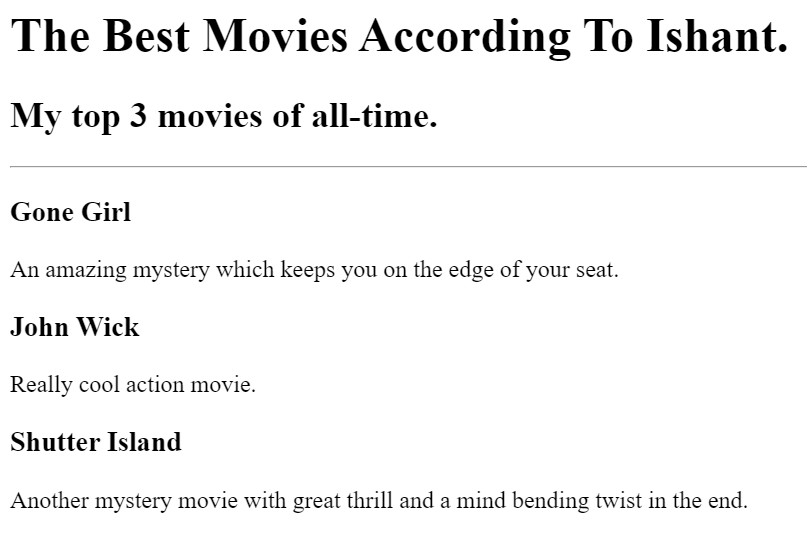 The Best Movies According To Ishant.
My top 3 movies of all-time.
Gone Girl
An amazing mystery which keeps you on the edge of your seat.
John Wick
Really cool action movie.
Shutter Island
Another mystery movie with great thrill and a mind bending twist in the end.